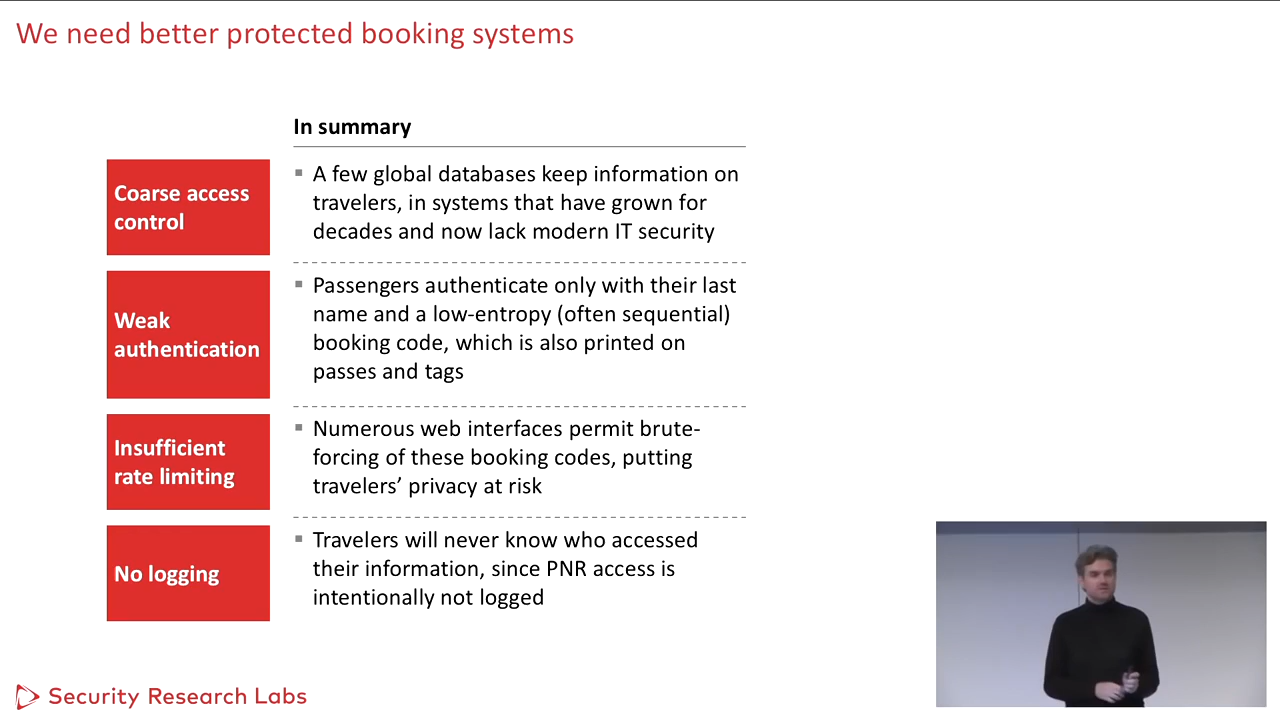 We need better protected booking systems
In summary
Coarse access
control
▪ A few global databases keep information on
travelers, in systems that have grown for
decades and now lack modern IT security
Weak
authentication
▪ Passengers authenticate only with their last
name and a low-entropy (often sequential)
booking code, which is also printed on
passes and tags
Insufficient
rate limiting
▪ Numerous web interfaces permit brute-
forcing of these booking codes, putting
travelers’ privacy at risk
No logging
▪ Travelers will never know who accessed
their information, since PNR access is
intentionally not logged
Security Research Labs